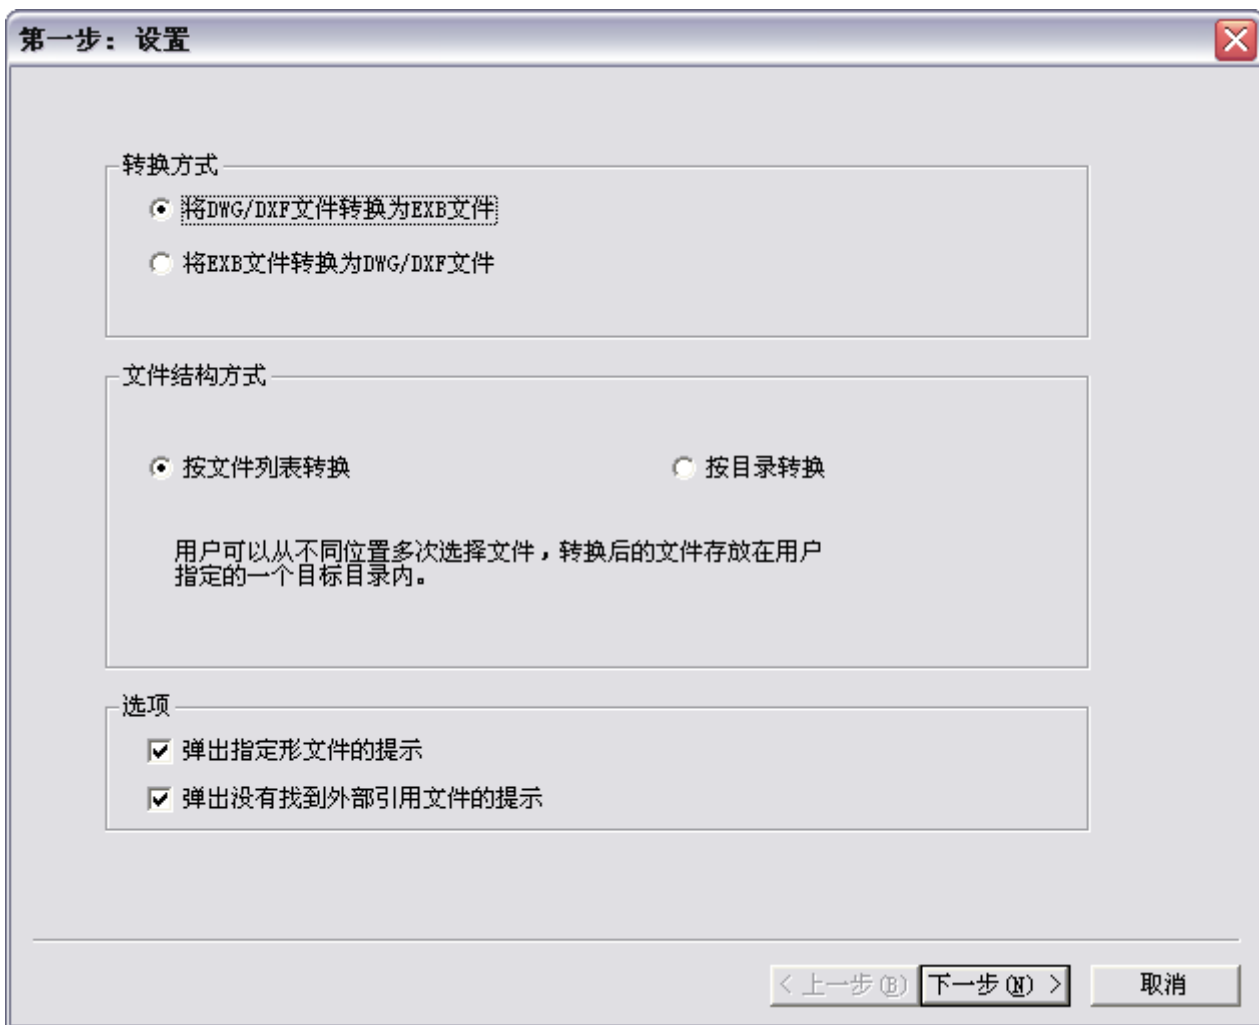 第一步：设置
转换方式
将DWG/DXF文件转换为EXB文件
将EXB文件转换为DWG/DXF文件
文件结构方式
按文件列表转换
按目录转换
用户可以从不同位置多次选择文件，转换后的文件存放在用户
指定的一个目标目录内。
选项
弹出指定形文件的提示
弹出没有找到外部引用文件的提示
< 上一步(B)
下一步(N) >
取消